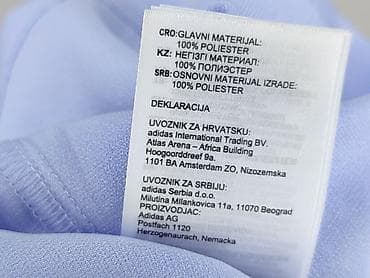 CRO:GLAVNI MATERIJAL:
100% POLIESTER
KZ: НЕГІЗГІ МАТЕРИАЛ:
100% ПОЛИЭСТЕР
SRB:OSNOVNI MATERIJAL IZRADE:
100% POLIESTER
DEKLARACIJA
UVOZNIK ZA HRVATSKU:
adidas International Trading BV.
Atlas Arena – Africa Building
Hoogoorddreef 9a.
1101 BA Amsterdam ZO, Nizozemska
UVOZNIK ZA SRBIJU:
adidas Serbia d.o.o.
Milutina Milankovica 11a, 11070 Beograd
PROIZVODJAC:
Adidas AG
Postfach 1120
Herzogenaurach, Nemacka